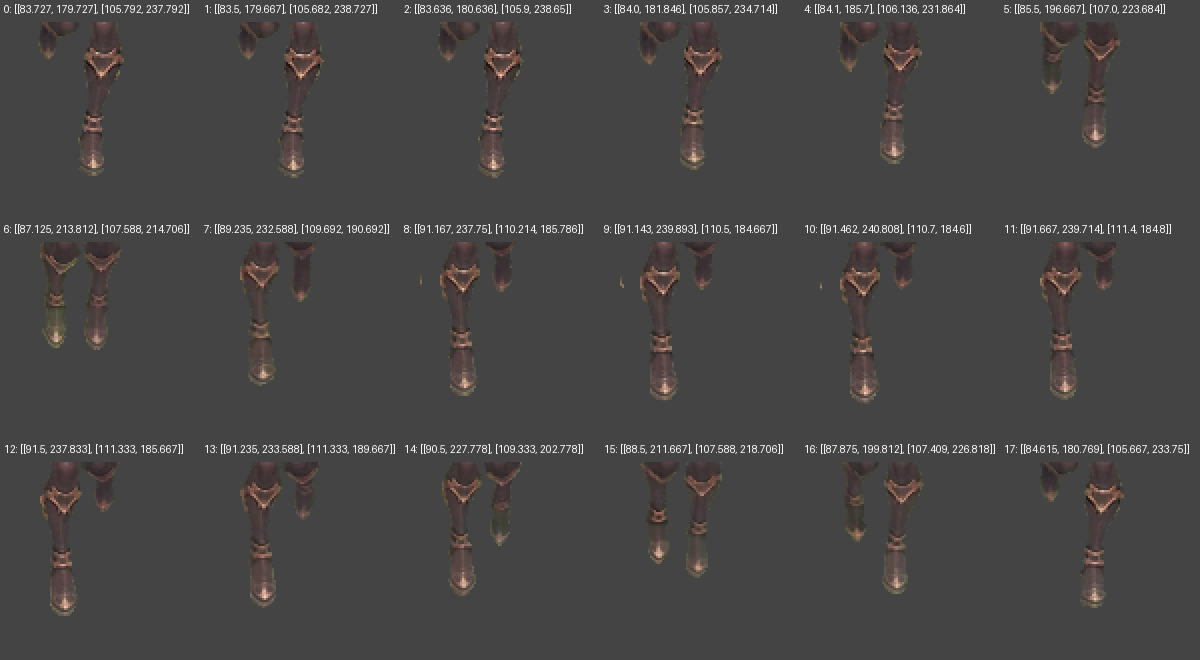 0: [[83.727, 179.727], [105.792, 237.792]]
1: [[83.5, 179.667], [105.682, 238.727]]
2: [[83.636, 180.636], [105.9, 238.65]]
3: [[84.0, 181.846], [105.857, 234.714]]
4: [[84.1, 185.7], [106.136, 231.864]]
5: [[85.5, 196.667], [107.0, 223.684]]
6: [[87.125, 213.812], [107.588, 214.706]]
7: [[89.235, 232.588], [109.692, 190.692]]
8: [[91.167, 237.75], [110.214, 185.786]]
9: [[91.143, 239.893], [110.5, 184.667]]
10: [[91.462, 240.808], [110.7, 184.6]]
11: [[91.667, 239.714], [111.4, 184.8]]
12: [[91.5, 237.833], [111.333, 185.667]]
13: [[91.235, 233.588], [111.333, 189.667]]
14: [[90.5, 227.778], [109.333, 202.778]]
15: [[88.5, 211.667], [107.588, 218.706]]
16: [[87.875, 199.812], [107.409, 226.818]]
17: [[84.615, 180.769], [105.667, 233.75]]